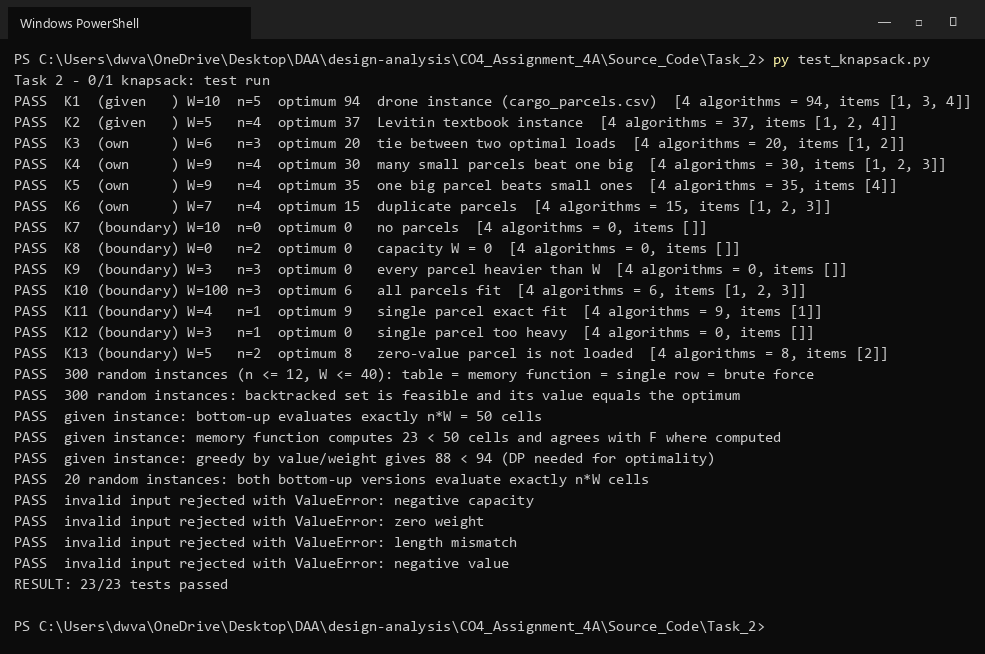 Windows PowerShell
PS C:\Users\dwva\OneDrive\Desktop\DAA\design-analysis\CO4_Assignment_4A\Source_Code\Task_2> py test_knapsack.py
Task 2 - 0/1 knapsack: test run
PASS  K1  (given   ) W=10  n=5  optimum 94  drone instance (cargo_parcels.csv)  [4 algorithms = 94, items [1, 3, 4]]
PASS  K2  (given   ) W=5   n=4  optimum 37  Levitin textbook instance  [4 algorithms = 37, items [1, 2, 4]]
PASS  K3  (own     ) W=6   n=3  optimum 20  tie between two optimal loads  [4 algorithms = 20, items [1, 2]]
PASS  K4  (own     ) W=9   n=4  optimum 30  many small parcels beat one big  [4 algorithms = 30, items [1, 2, 3]]
PASS  K5  (own     ) W=9   n=4  optimum 35  one big parcel beats small ones  [4 algorithms = 35, items [4]]
PASS  K6  (own     ) W=7   n=4  optimum 15  duplicate parcels  [4 algorithms = 15, items [1, 2, 3]]
PASS  K7  (boundary) W=10  n=0  optimum 0   no parcels  [4 algorithms = 0, items []]
PASS  K8  (boundary) W=0   n=2  optimum 0   capacity W = 0  [4 algorithms = 0, items []]
PASS  K9  (boundary) W=3   n=3  optimum 0   every parcel heavier than W  [4 algorithms = 0, items []]
PASS  K10 (boundary) W=100 n=3  optimum 6   all parcels fit  [4 algorithms = 6, items [1, 2, 3]]
PASS  K11 (boundary) W=4   n=1  optimum 9   single parcel exact fit  [4 algorithms = 9, items [1]]
PASS  K12 (boundary) W=3   n=1  optimum 0   single parcel too heavy  [4 algorithms = 0, items []]
PASS  K13 (boundary) W=5   n=2  optimum 8   zero-value parcel is not loaded  [4 algorithms = 8, items [2]]
PASS  300 random instances (n <= 12, W <= 40): table = memory function = single row = brute force
PASS  300 random instances: backtracked set is feasible and its value equals the optimum
PASS  given instance: bottom-up evaluates exactly n*W = 50 cells
PASS  given instance: memory function computes 23 < 50 cells and agrees with F where computed
PASS  given instance: greedy by value/weight gives 88 < 94 (DP needed for optimality)
PASS  20 random instances: both bottom-up versions evaluate exactly n*W cells
PASS  invalid input rejected with ValueError: negative capacity
PASS  invalid input rejected with ValueError: zero weight
PASS  invalid input rejected with ValueError: length mismatch
PASS  invalid input rejected with ValueError: negative value
RESULT: 23/23 tests passed
PS C:\Users\dwva\OneDrive\Desktop\DAA\design-analysis\CO4_Assignment_4A\Source_Code\Task_2>